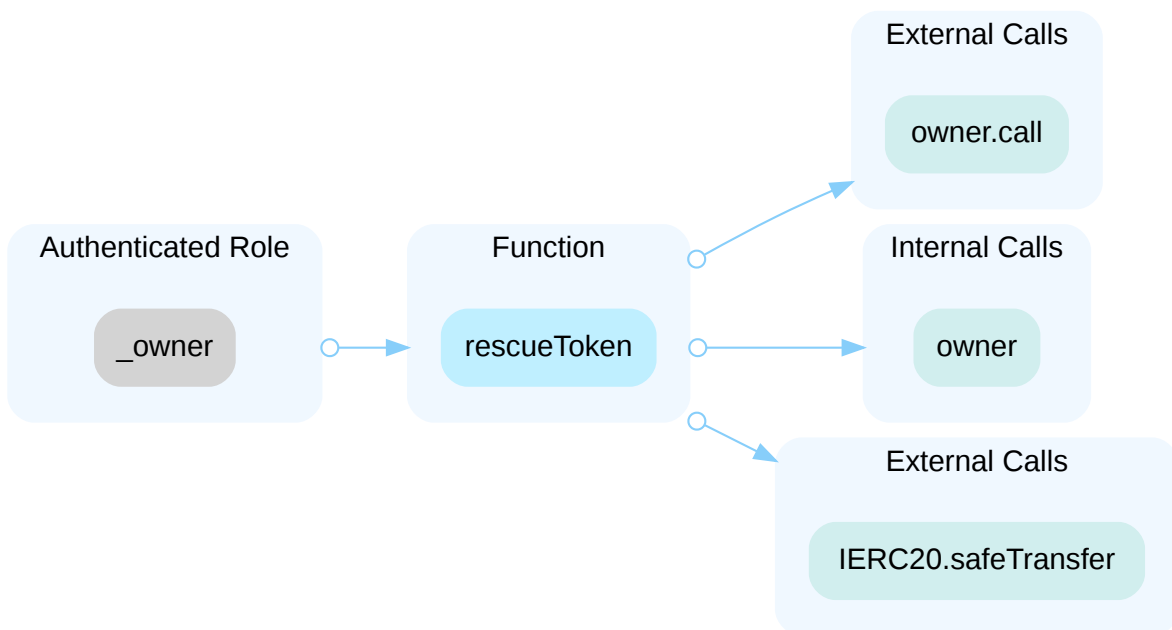 Authenticated Role
_owner
Function
rescueToken
External Calls
owner.call
Internal Calls
owner
External Calls
IERC20.safeTransfer